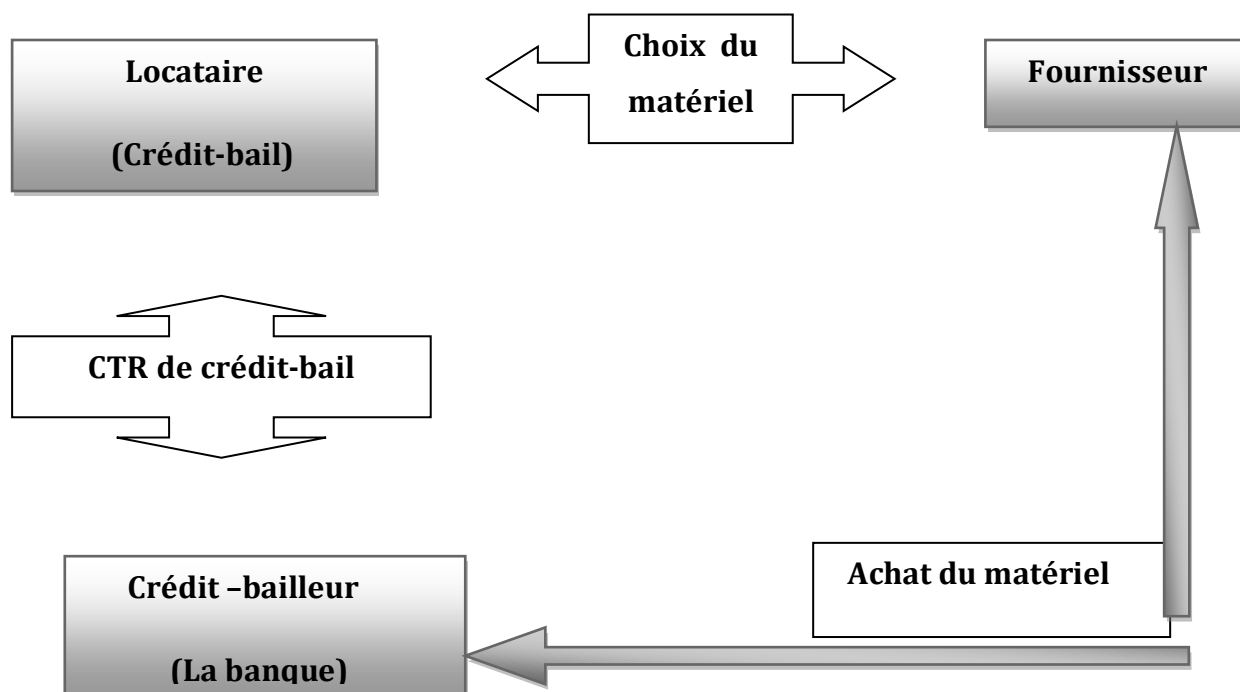 Locataire
(Crédit-bail)
Choix du
matériel
Fournisseur
CTR de crédit-bail
Achat du matériel
Crédit –bailleur
(La banque)